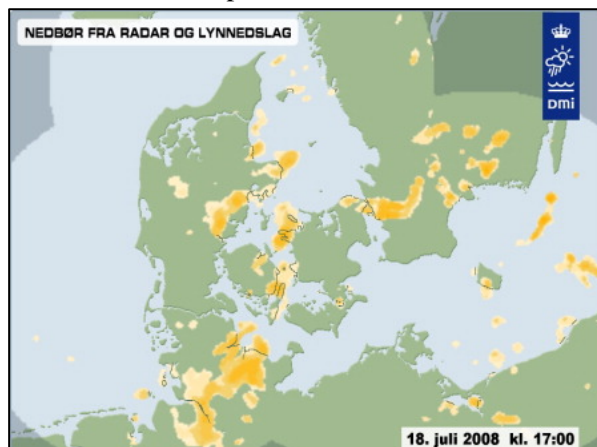 NEDBØR FRA RADAR OG LYNNEDSLAG
DMi
18. juli 2008 kl. 17:00